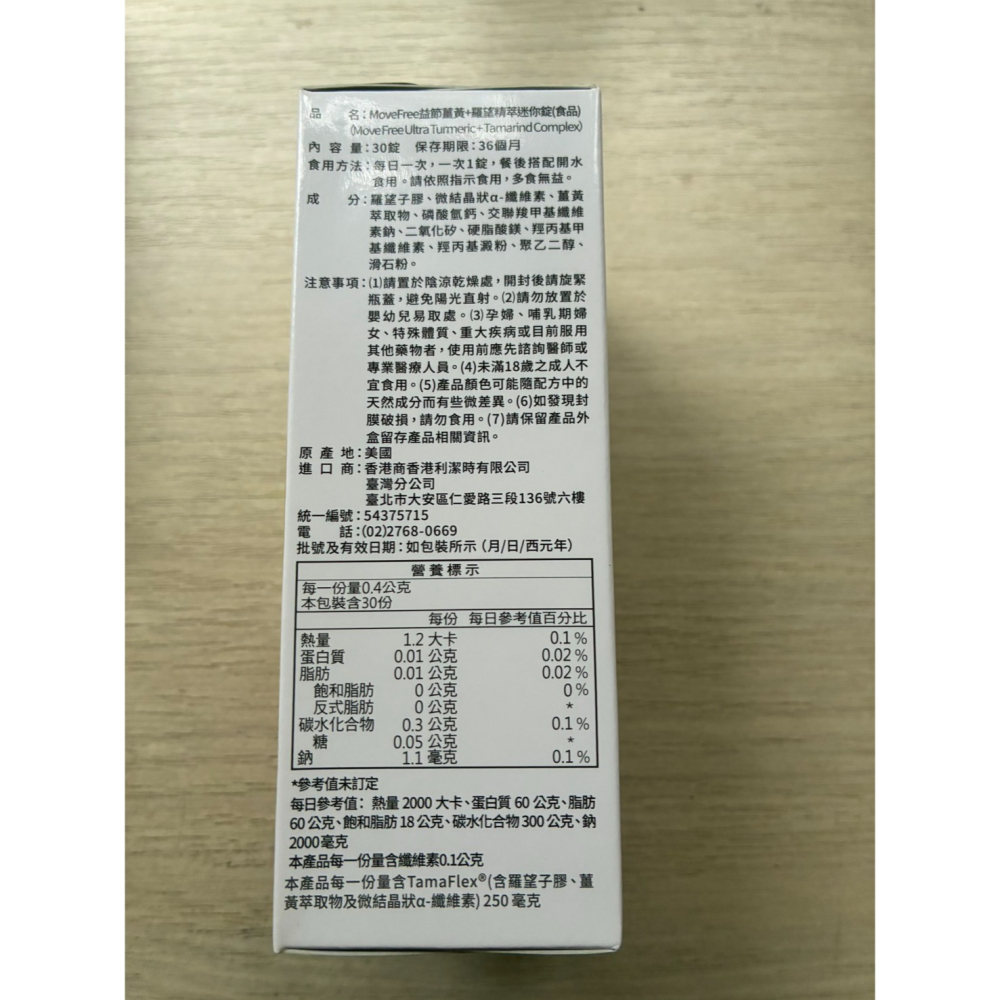 品　　名：MoveFree益節薑黃+羅望精萃迷你錠(食品)
(Move Free Ultra Turmeric+Tamarind Complex)
內 容 量：30錠　保存期限：36個月
食用方法：每日一次，一次1錠，餐後搭配開水
食用。請依照指示食用，多食無益。
成　　分：羅望子膠、微結晶狀α-纖維素、薑黃
萃取物、磷酸氫鈣、交聯羧甲基纖維
素鈉、二氧化矽、硬脂酸鎂、羥丙基甲
基纖維素、羥丙基澱粉、聚乙二醇、
滑石粉。
注意事項：(1)請置於陰涼乾燥處，開封後請旋緊
瓶蓋，避免陽光直射。(2)請勿放置於
嬰幼兒易取處。(3)孕婦、哺乳期婦
女、特殊體質、重大疾病或目前服用
其他藥物者，使用前應先諮詢醫師或
專業醫療人員。(4)未滿18歲之成人不
宜食用。(5)產品顏色可能隨配方中的
天然成分而有些微差異。(6)如發現封
膜破損，請勿食用。(7)請保留產品外
盒留存產品相關資訊。
原 產 地：美國
進 口 商：香港商香港利潔時有限公司
臺灣分公司
臺北市大安區仁愛路三段136號六樓
統一編號：54375715
電　　話：(02)2768-0669
批號及有效日期：如包裝所示（月/日/西元年）
營養標示
每一份量0.4公克
本包裝含30份
每份　每日參考值百分比
熱量　1.2 大卡　0.1 %
蛋白質　0.01 公克　0.02 %
脂肪　0.01 公克　0.02 %
飽和脂肪　0 公克　0 %
反式脂肪　0 公克　*
碳水化合物　0.3 公克　0.1 %
糖　0.05 公克　*
鈉　1.1 毫克　0.1 %
*參考值未訂定
每日參考值：熱量 2000 大卡、蛋白質 60 公克、脂肪
60 公克、飽和脂肪 18 公克、碳水化合物 300 公克、鈉
2000毫克
本產品每一份量含纖維素0.1公克
本產品每一份量含TamaFlex®(含羅望子膠、薑
黃萃取物及微結晶狀α-纖維素) 250 毫克